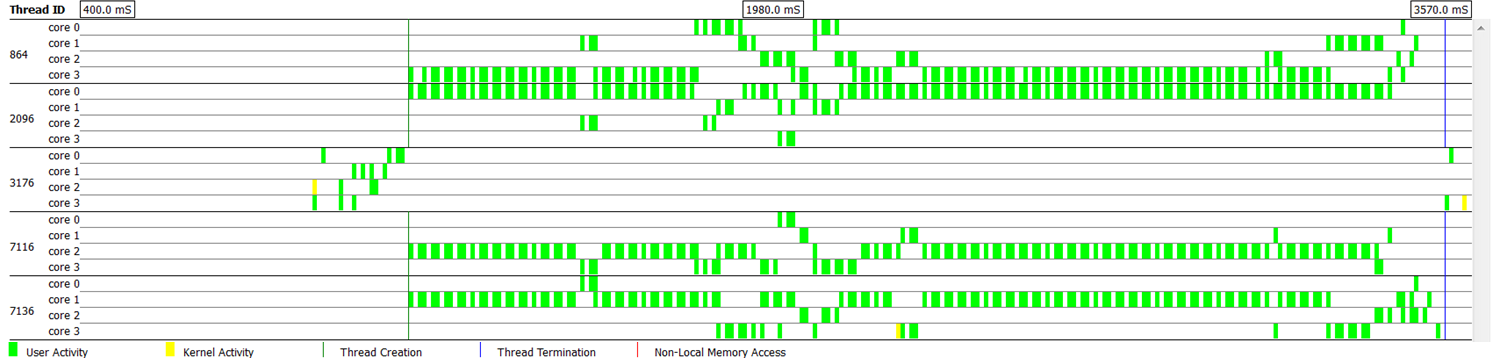 Thread ID 400.0 mS 1980.0 mS 3570.0 mS
864
core 0
core 1
core 2
core 3
2096
core 0
core 1
core 2
core 3
3176
core 0
core 1
core 2
core 3
7116
core 0
core 1
core 2
core 3
7136
core 0
core 1
core 2
core 3
User Activity Kernel Activity Thread Creation Thread Termination Non-Local Memory Access